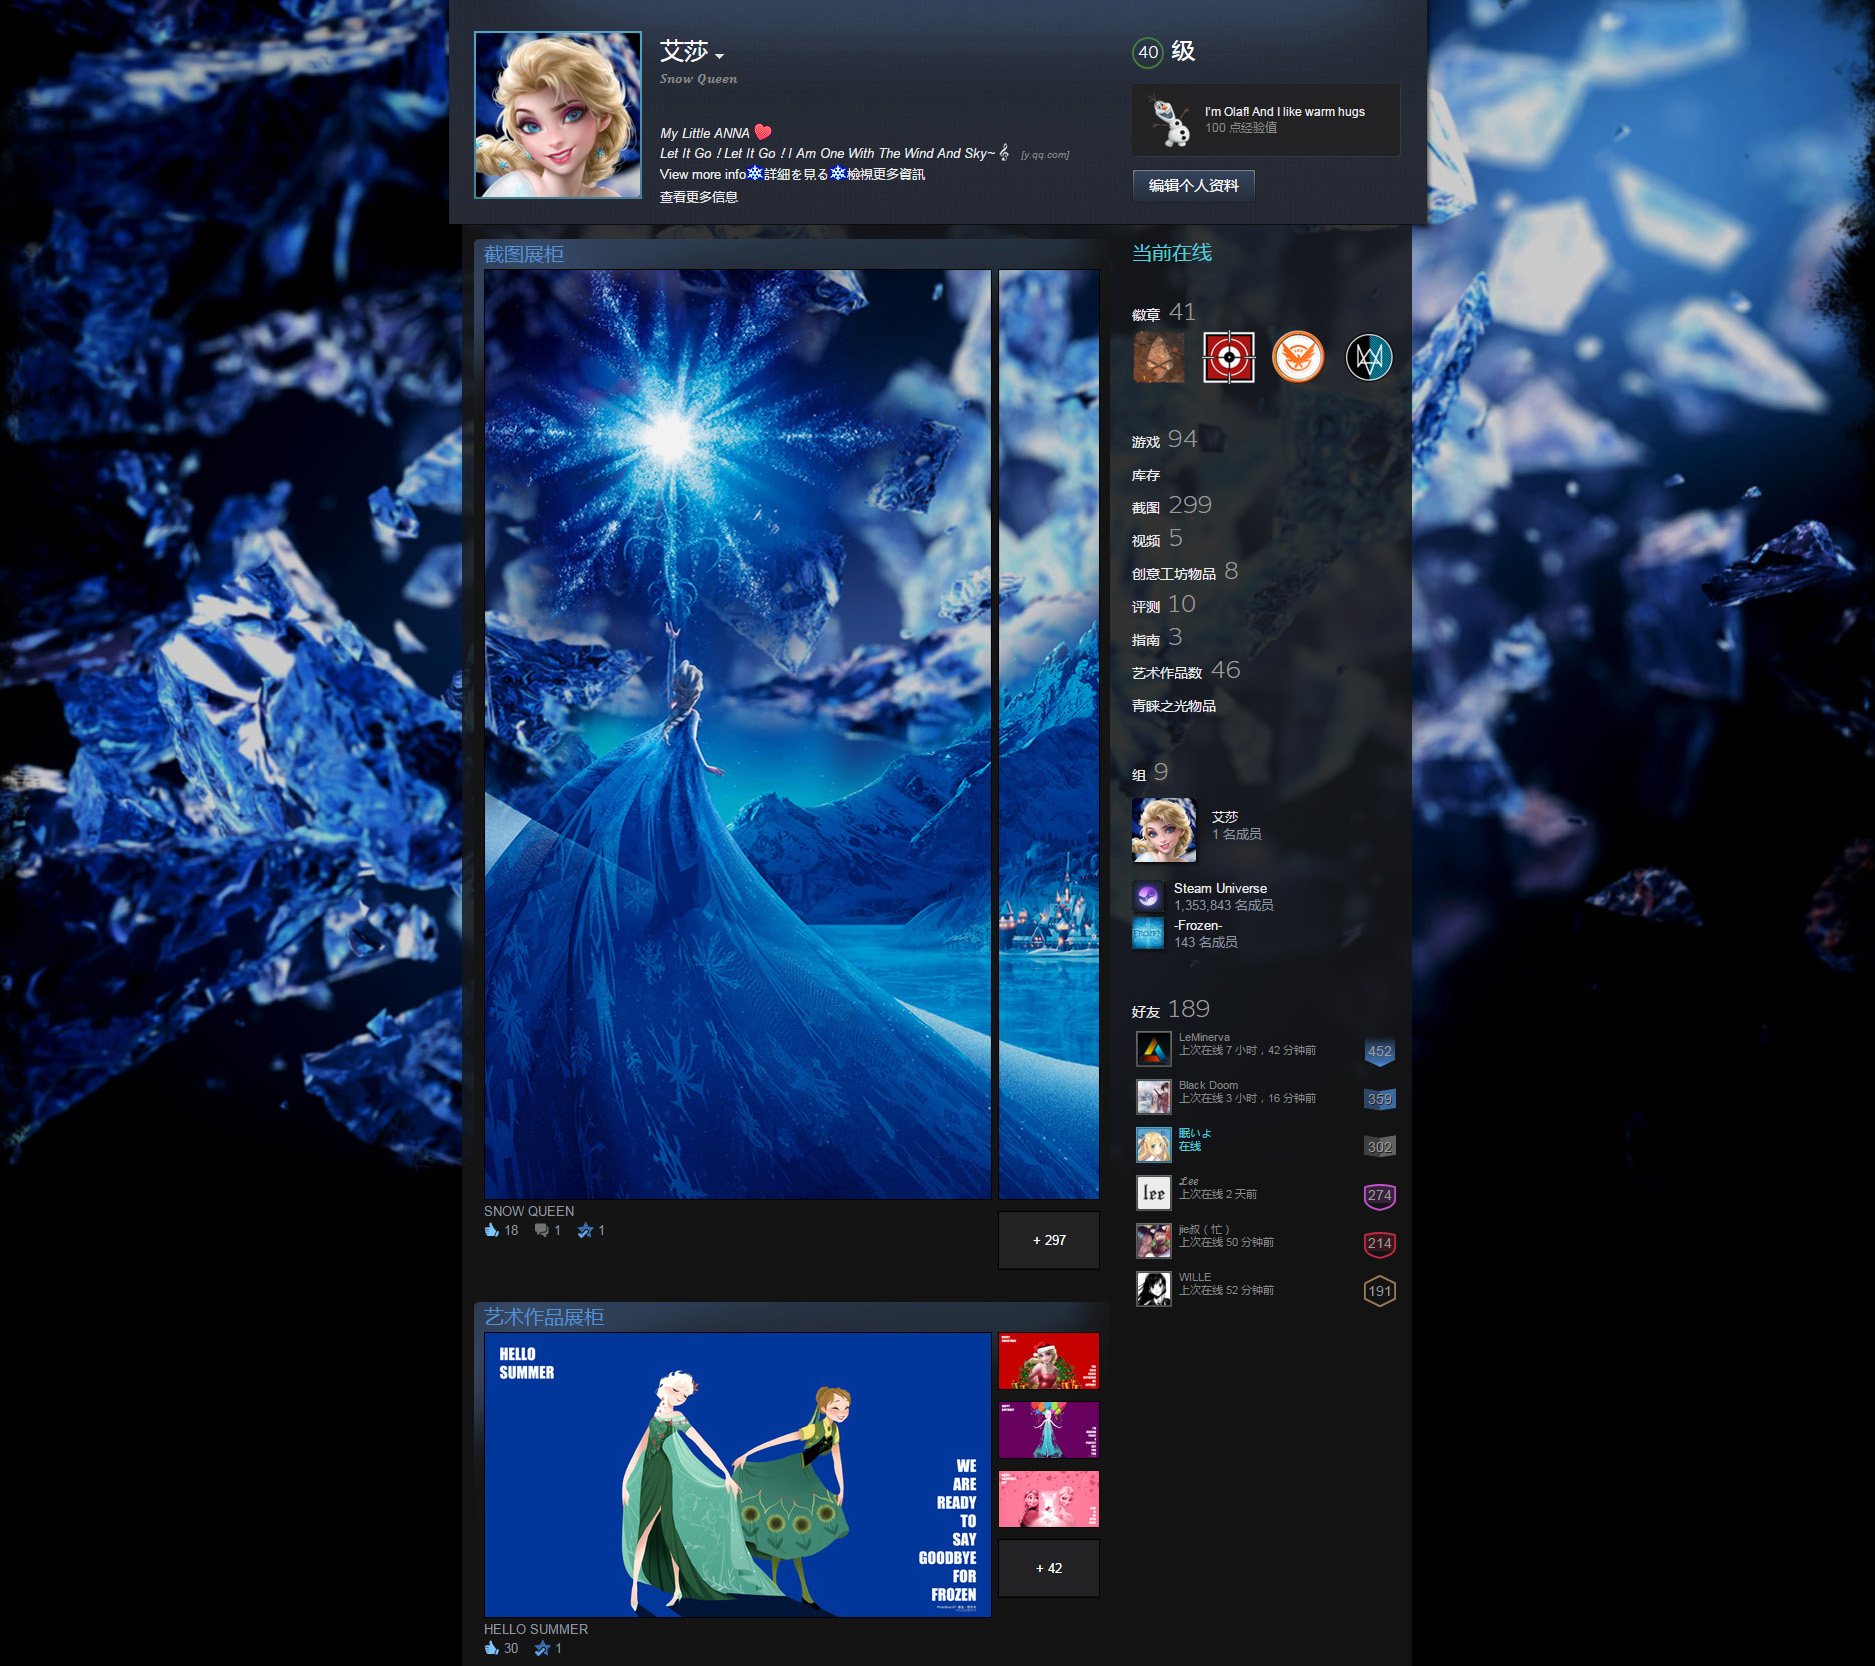 艾莎
Snow Queen
My Little ANNA
Let It Go ! Let It Go ! I Am One With The Wind And Sky~ [y.qq.com]
View more info 詳細を見る 檢視更多資訊
查看更多信息
40 级
I'm Olaf! And I like warm hugs
100 点经验值
编辑个人资料
截图展柜
SNOW QUEEN
18 1 1
+ 297
艺术作品展柜
HELLO
SUMMER
WE
ARE
READY
TO
SAY
GOODBYE
FOR
FROZEN
+ 42
HELLO SUMMER
30 1
当前在线
徽章 41
游戏 94
库存
截图 299
视频 5
创意工坊物品 8
评测 10
指南 3
艺术作品数 46
青睐之光物品
组 9
艾莎
1 名成员
Steam Universe
1,353,843 名成员
FROZEN
-Frozen-
143 名成员
好友 189
LeMinerva
上次在线 7 小时，42 分钟前
452
Black Doom
上次在线 3 小时，16 分钟前
359
眠いよ
在线
302
lee
Lee
上次在线 2 天前
274
jie叔（忙）
上次在线 50 分钟前
214
WILLE
上次在线 52 分钟前
191